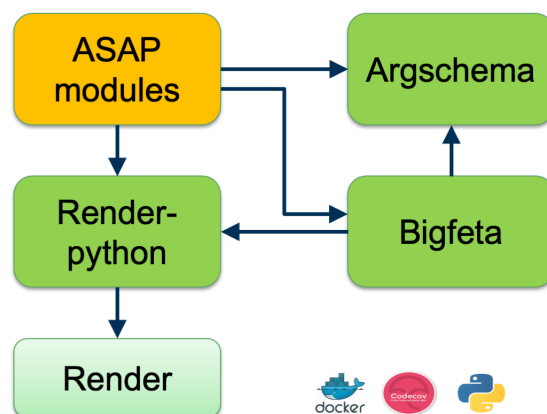 ASAP
modules
Argschema
Render-
python
Bigfeta
Render
docker
Codecov